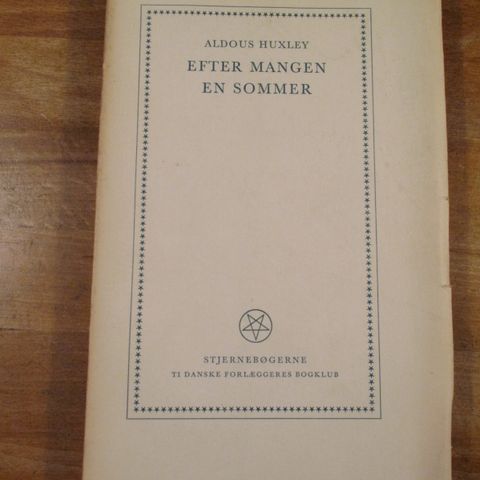 ALDOUS HUXLEY
EFTER MANGEN
EN SOMMER
STJERNEBØGERNE
TI DANSKE FORLÆGGERES BOGKLUB